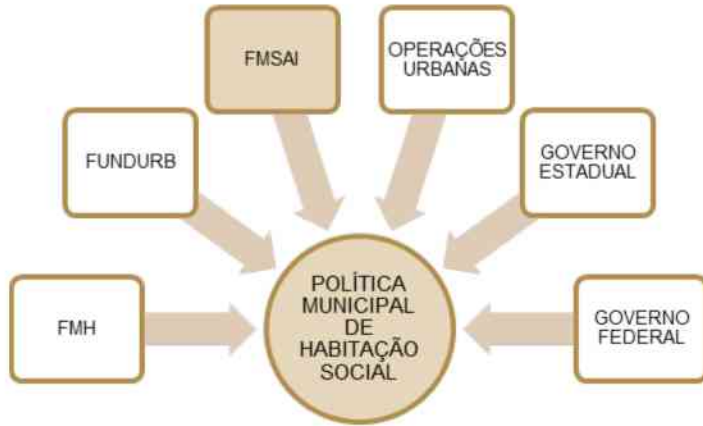 FMSAI
OPERAÇÕES
URBANAS
FUNDURB
GOVERNO
ESTADUAL
FMH
POLÍTICA
MUNICIPAL
DE
HABITAÇÃO
SOCIAL
GOVERNO
FEDERAL